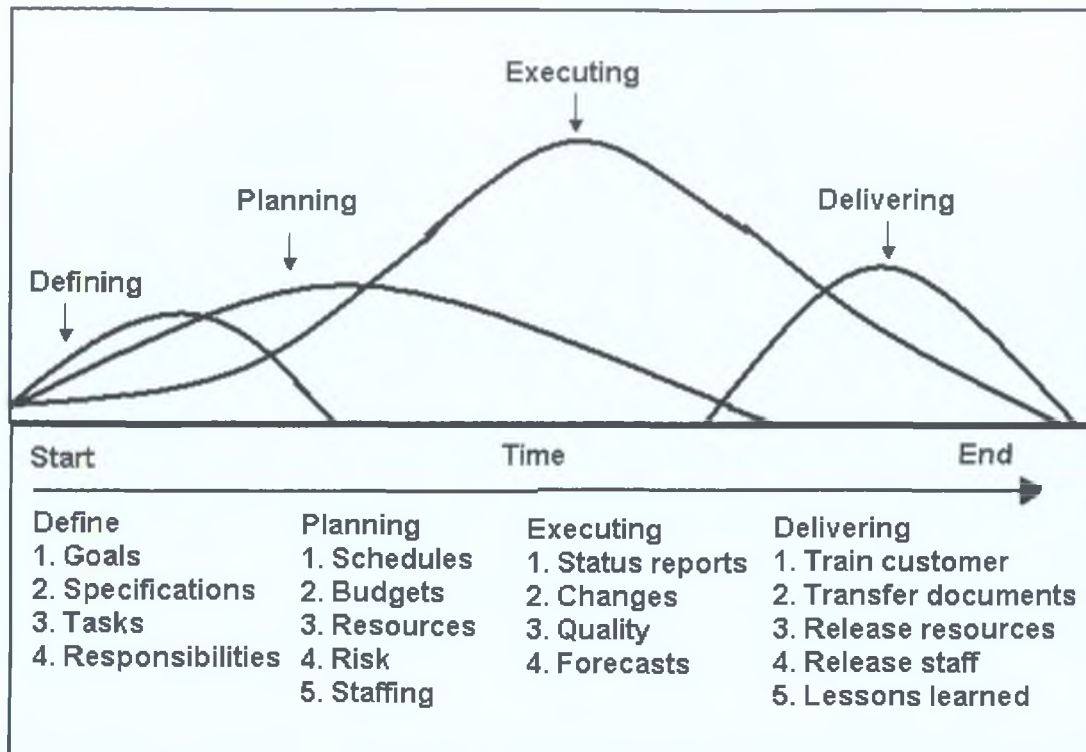 Executing
Planning
Delivering
Defining
Start Time End
Define
1. Goals
2. Specifications
3. Tasks
4. Responsibilities
Planning
1. Schedules
2. Budgets
3. Resources
4. Risk
5. Staffing
Executing
1. Status reports
2. Changes
3. Quality
4. Forecasts
Delivering
1. Train customer
2. Transfer documents
3. Release resources
4. Release staff
5. Lessons learned